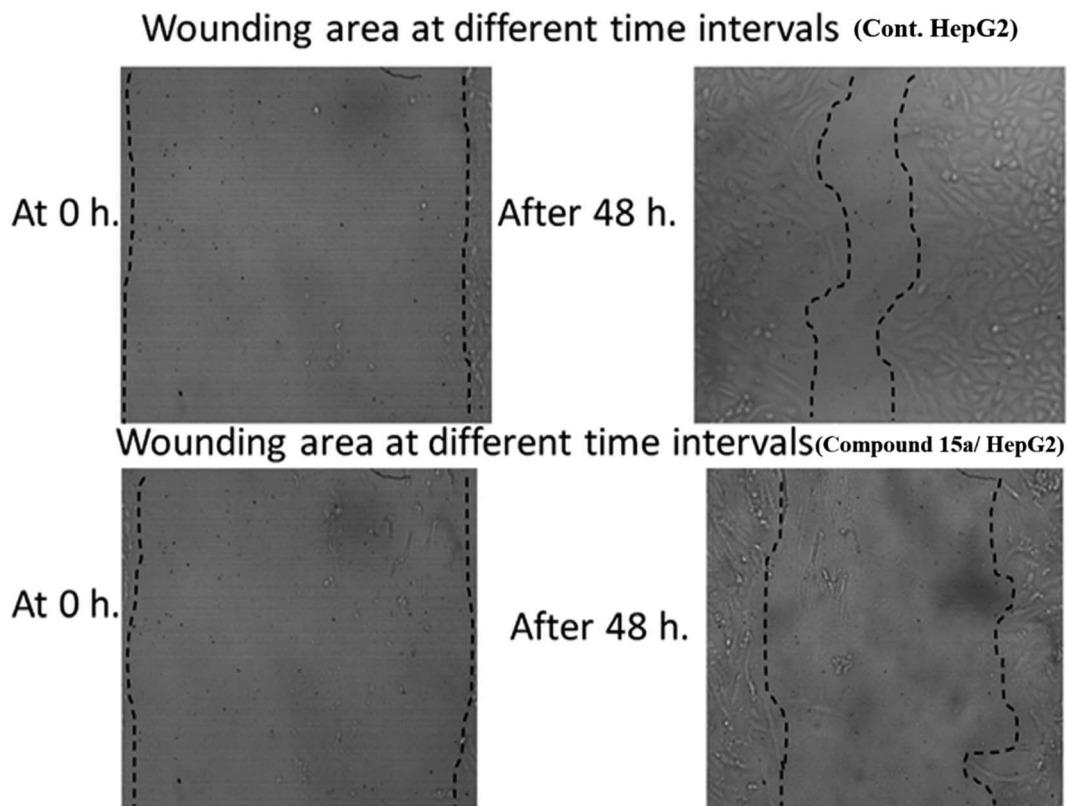 Wounding area at different time intervals (Cont. HepG2)
At 0 h.
After 48 h.
Wounding area at different time intervals(Compound 15a/ HepG2)
At 0 h.
After 48 h.